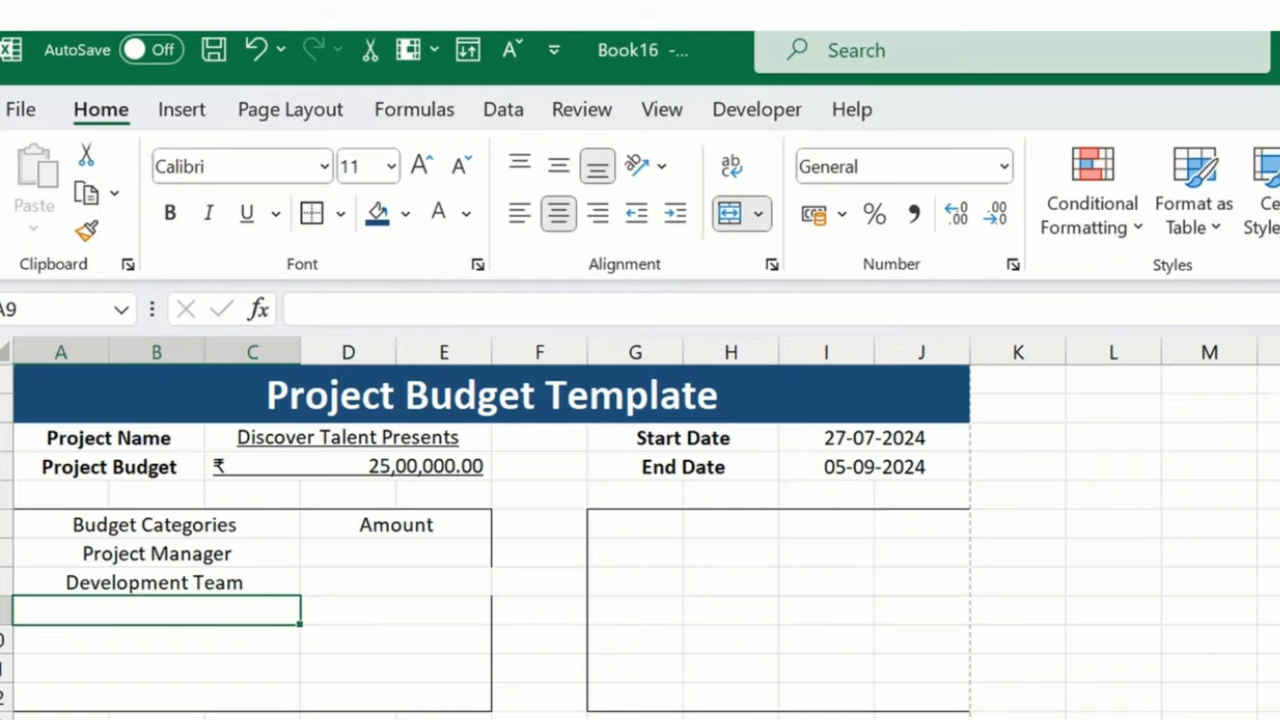 AutoSave Off Book16 -... Search
File Home Insert Page Layout Formulas Data Review View Developer Help
Calibri 11 General
Paste Conditional Formatting Format as Table
Clipboard Font Alignment Number Styles
A9 fx
A B C D E F G H I J K L M
Project Budget Template
Project Name Discover Talent Presents Start Date 27-07-2024
Project Budget ₹ 25,00,000.00 End Date 05-09-2024
Budget Categories Amount
Project Manager
Development Team